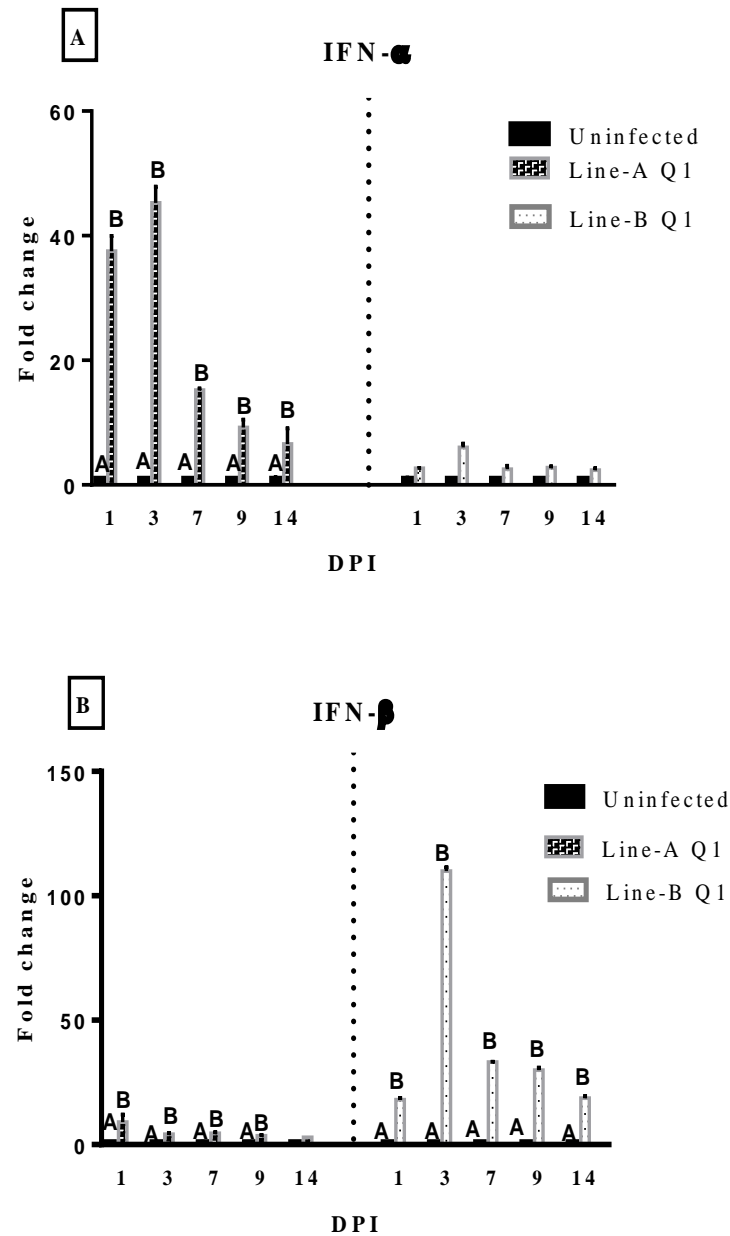 A
IFN-α
60
40
20
0
Fold change
Uninfected
Line-A Q1
Line-B Q1
B B B B B
A A A A A
1 3 7 9 14 1 3 7 9 14
DPI
B
IFN-β
150
100
50
0
Fold change
Uninfected
Line-A Q1
Line-B Q1
B B B B B B B B B
A A A A A A A A A
1 3 7 9 14 1 3 7 9 14
DPI